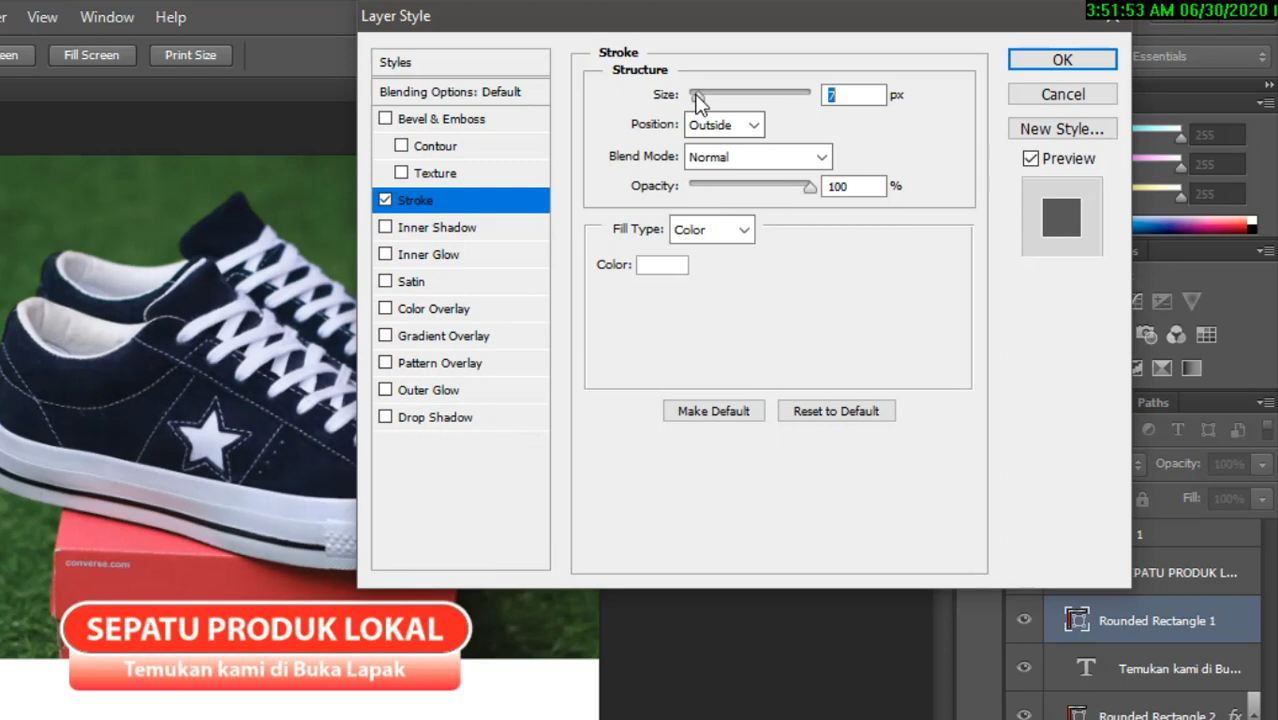 3:51:53 AM 06/30/2020
View Window Help
Layer Style
Fill Screen Print Size
Essentials
Styles
Blending Options: Default
Bevel & Emboss
Contour
Texture
Stroke
Inner Shadow
Inner Glow
Satin
Color Overlay
Gradient Overlay
Pattern Overlay
Outer Glow
Drop Shadow
Stroke
Structure
Size: 7 px
Position: Outside
Blend Mode: Normal
Opacity: 100 %
Fill Type: Color
Color:
Make Default Reset to Default
OK
Cancel
New Style...
Preview
255
255
255
Paths
Opacity: 100%
Fill: 100%
1
PATU PRODUK L...
Rounded Rectangle 1
T Temukan kami di Bu...
Rounded Rectangle 2 fx
converse.com
SEPATU PRODUK LOKAL
Temukan kami di Buka Lapak